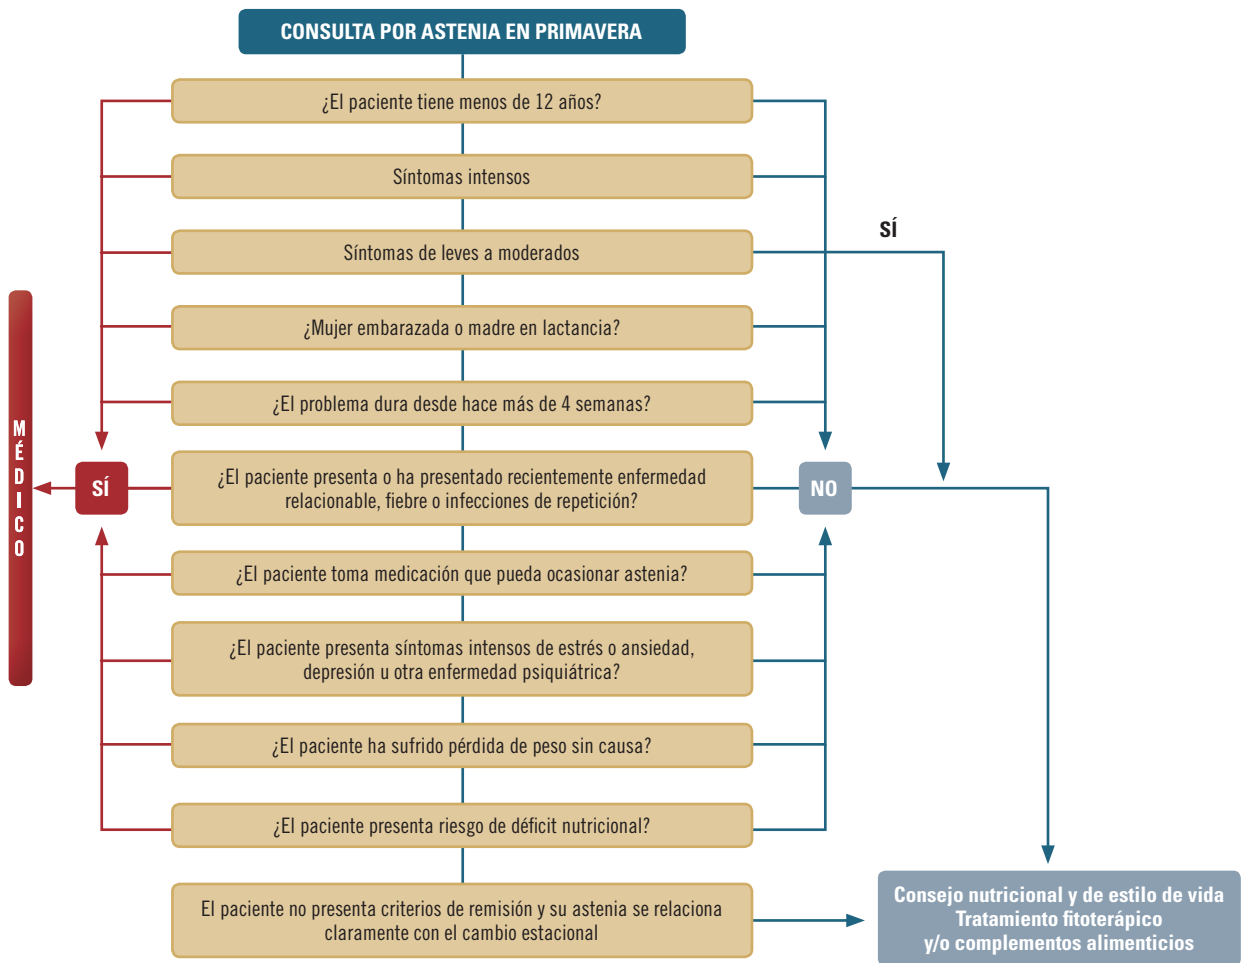 CONSULTA POR ASTENIA EN PRIMAVERA
¿El paciente tiene menos de 12 años?
Síntomas intensos
SÍ
Síntomas de leves a moderados
¿Mujer embarazada o madre en lactancia?
¿El problema dura desde hace más de 4 semanas?
MÉDICO
SÍ
¿El paciente presenta o ha presentado recientemente enfermedad
relacionable, fiebre o infecciones de repetición?
NO
¿El paciente toma medicación que pueda ocasionar astenia?
¿El paciente presenta síntomas intensos de estrés o ansiedad,
depresión u otra enfermedad psiquiátrica?
¿El paciente ha sufrido pérdida de peso sin causa?
¿El paciente presenta riesgo de déficit nutricional?
El paciente no presenta criterios de remisión y su astenia se relaciona
claramente con el cambio estacional
Consejo nutricional y de estilo de vida
Tratamiento fitoterápico
y/o complementos alimenticios